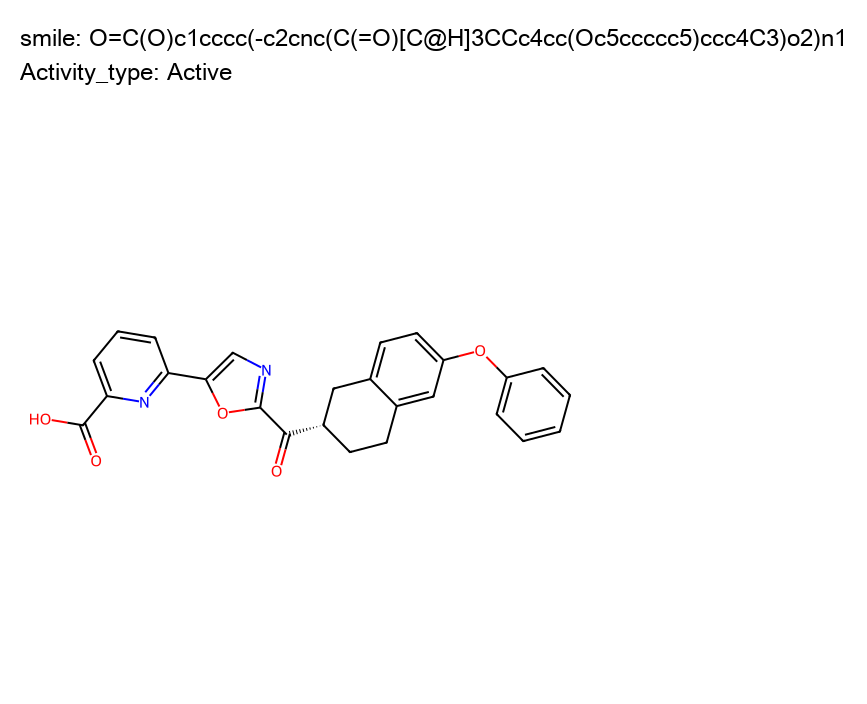 smile: O=C(O)c1cccc(-c2cnc(C(=O)[C@H]3CCc4cc(Oc5ccccc5)ccc4C3)o2)n1
Activity_type: Active
O
N
N
O
HO
O
O